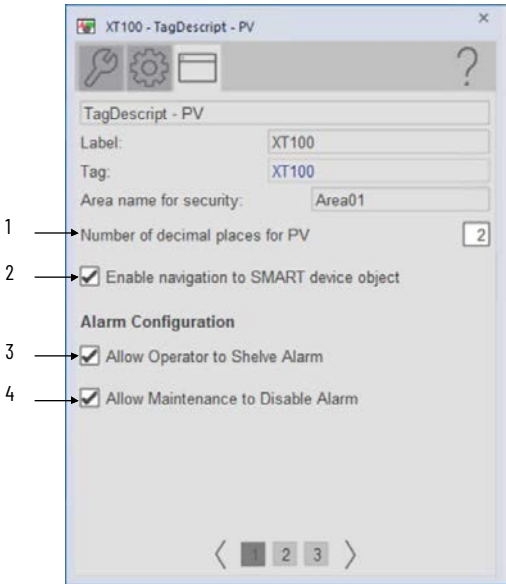 XT100 - TagDescript - PV
×
?
TagDescript - PV
Label: XT100
Tag: XT100
Area name for security: Area01
1 Number of decimal places for PV 2
2 Enable navigation to SMART device object
Alarm Configuration
3 Allow Operator to Shelve Alarm
4 Allow Maintenance to Disable Alarm
1 2 3